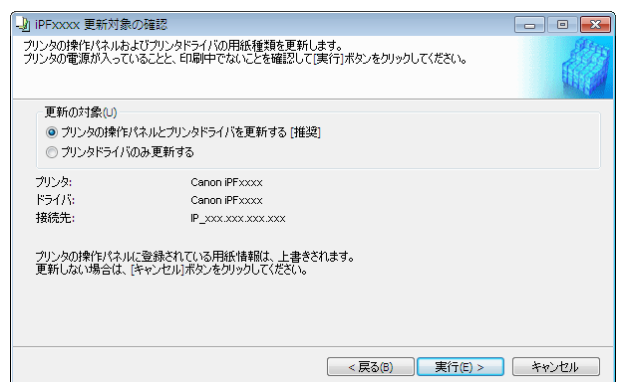 iPFxxxx 更新対象の確認
プリンタの操作パネルおよびプリンタドライバの用紙種類を更新します。
プリンタの電源が入っていることと、印刷中でないことを確認して[実行]ボタンをクリックしてください。
更新の対象(U)
プリンタの操作パネルとプリンタドライバを更新する [推奨]
プリンタドライバのみ更新する
プリンタ: Canon iPFxxxx
ドライバ: Canon iPFxxxx
接続先: IP_xxx.xxx.xxx.xxx
プリンタの操作パネルに登録されている用紙情報は、上書きされます。
更新しない場合は、[キャンセル]ボタンをクリックしてください。
< 戻る(B) 実行(E) > キャンセル